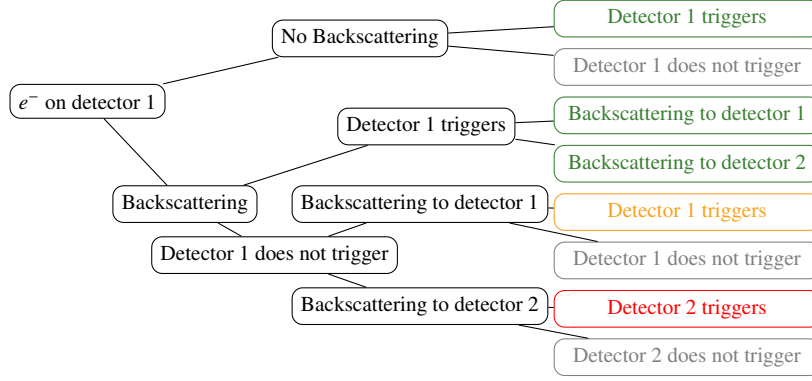 Detector 1 triggers
No Backscattering
Detector 1 does not trigger
e⁻ on detector 1
Backscattering to detector 1
Detector 1 triggers
Backscattering to detector 2
Backscattering
Backscattering to detector 1
Detector 1 triggers
Detector 1 does not trigger
Detector 1 does not trigger
Backscattering to detector 2
Detector 2 triggers
Detector 2 does not trigger